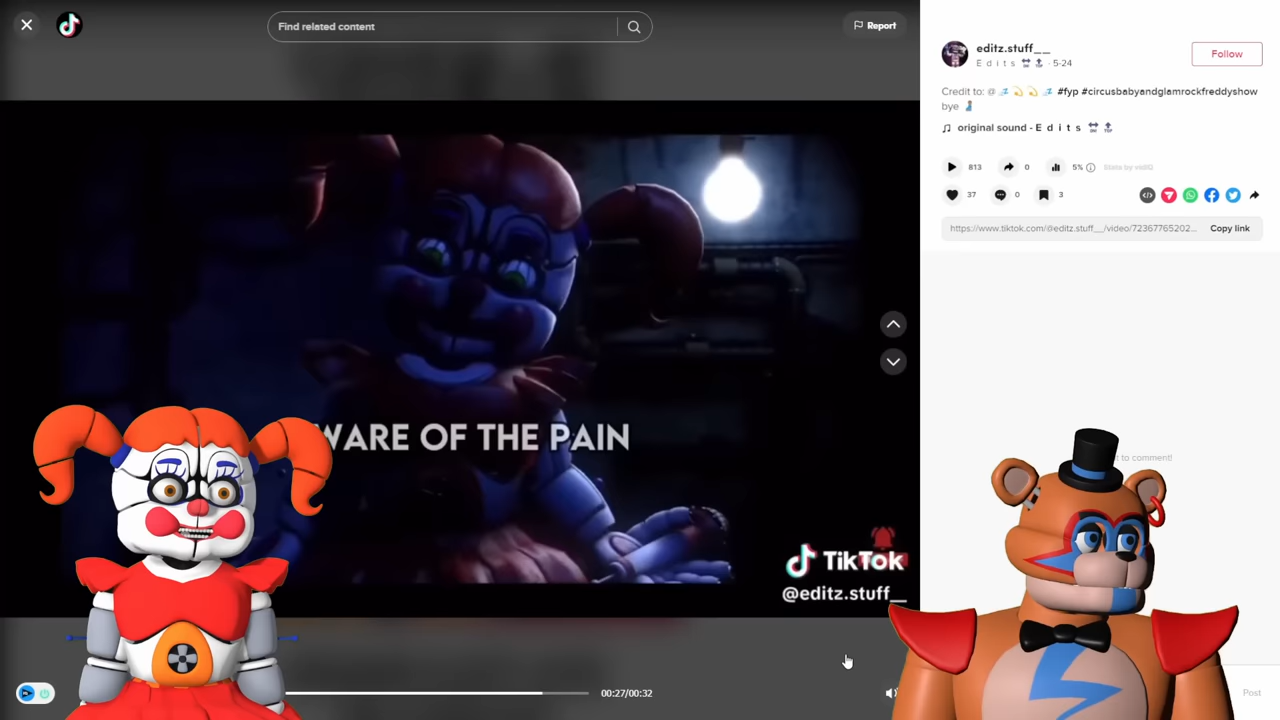 Find related content
Report
editz.stuff__
E d i t s · 5-24
Follow
Credit to: @ #fyp #circusbabyandglamrockfreddyshow
bye
original sound - E d i t s
813
0
5%
37
0
3
https://www.tiktok.com/@editz.stuff__/video/72367765202...
Copy link
WARE OF THE PAIN
to comment!
TikTok
@editz.stuff__
00:27/00:32
Post